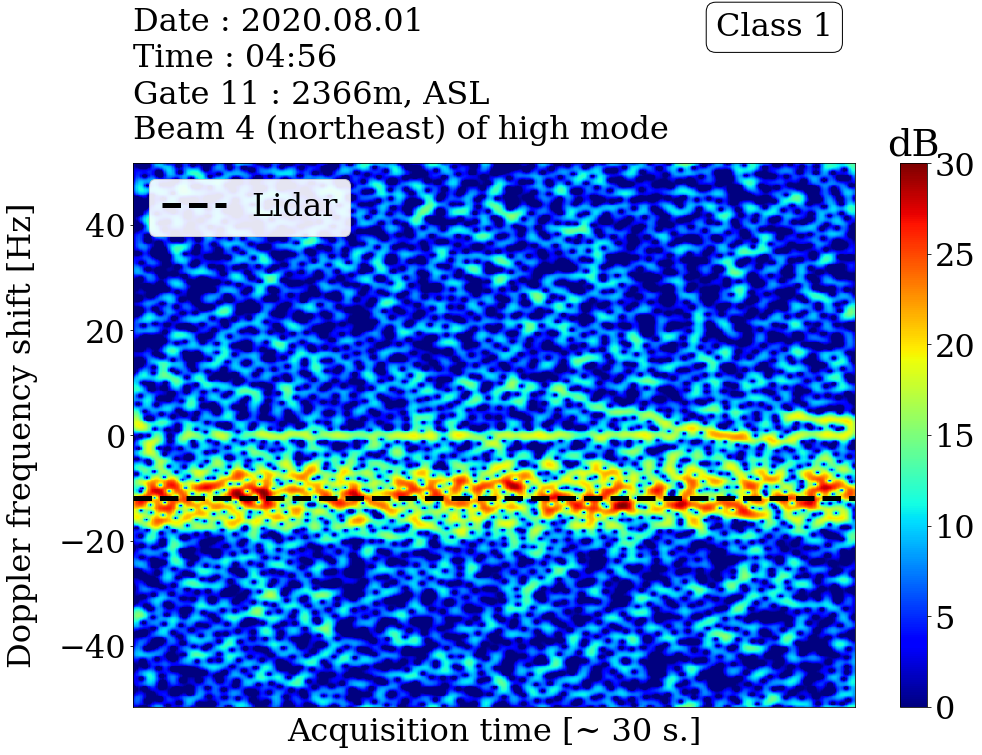 Date : 2020.08.01
Time : 04:56
Gate 11 : 2366m, ASL
Beam 4 (northeast) of high mode
Class 1
dB
Lidar
Doppler frequency shift [Hz]
40
20
0
−20
−40
Acquisition time [~ 30 s.]
30
25
20
15
10
5
0